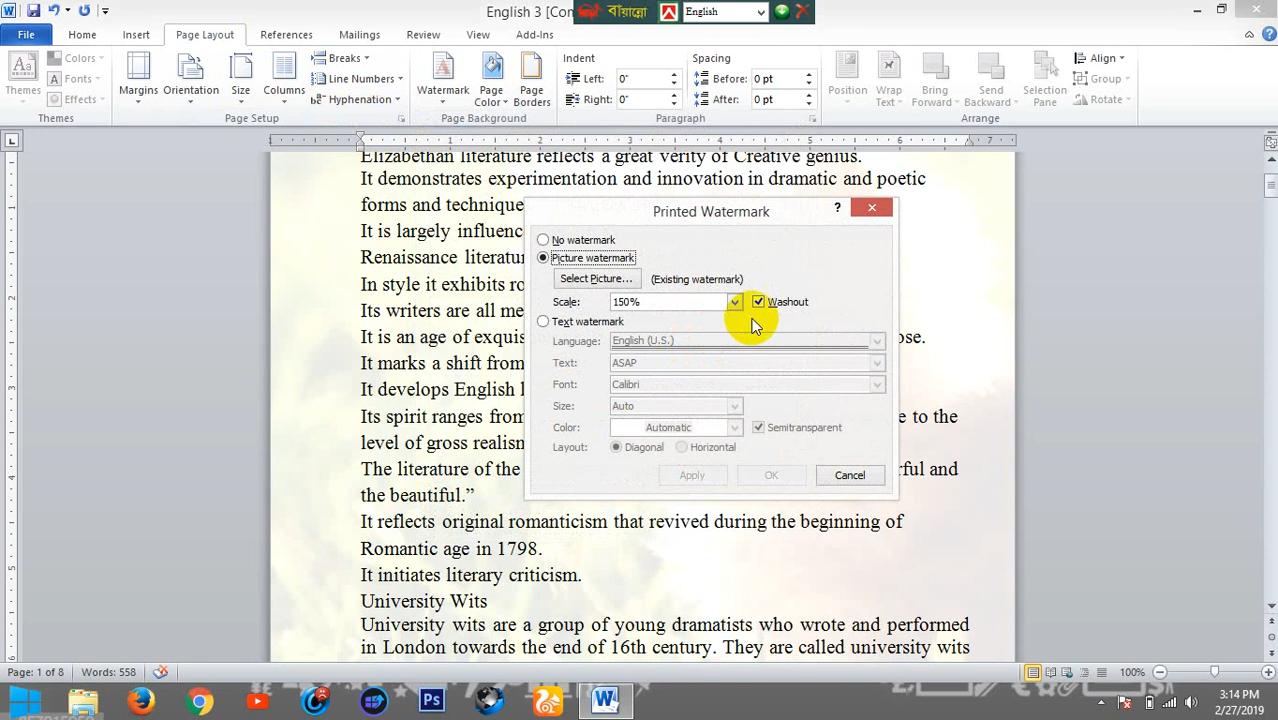 English 3 [Con
বায়ান্নো
English
File
Home
Insert
Page Layout
References
Mailings
Review
View
Add-Ins
Themes
Colors
Fonts
Effects
Themes
Margins
Orientation
Size
Columns
Breaks
Line Numbers
Hyphenation
Page Setup
Watermark
Page Color
Page Borders
Page Background
Indent
Left: 0"
Right: 0"
Spacing
Before: 0 pt
After: 0 pt
Paragraph
Position
Wrap Text
Bring Forward
Send Backward
Selection Pane
Align
Group
Rotate
Arrange
1 2 3 4 5 6 7
Elizabethan literature reflects a great verity of Creative genius.
It demonstrates experimentation and innovation in dramatic and poetic
forms and technique
It is largely influenc
Renaissance literatu
In style it exhibits ro
Its writers are all me
It is an age of exquis
ose.
It marks a shift from
It develops English l
Its spirit ranges from
e to the
level of gross realism
The literature of the
rful and
the beautiful.”
It reflects original romanticism that revived during the beginning of
Romantic age in 1798.
It initiates literary criticism.
University Wits
University wits are a group of young dramatists who wrote and performed
in London towards the end of 16th century. They are called university wits
Printed Watermark
?
No watermark
Picture watermark
Select Picture...
(Existing watermark)
Scale: 150%
Washout
Text watermark
Language: English (U.S.)
Text: ASAP
Font: Calibri
Size: Auto
Color: Automatic
Semitransparent
Layout: Diagonal Horizontal
Apply
OK
Cancel
Page: 1 of 8
Words: 558
100%
Ps
3:14 PM
2/27/2019